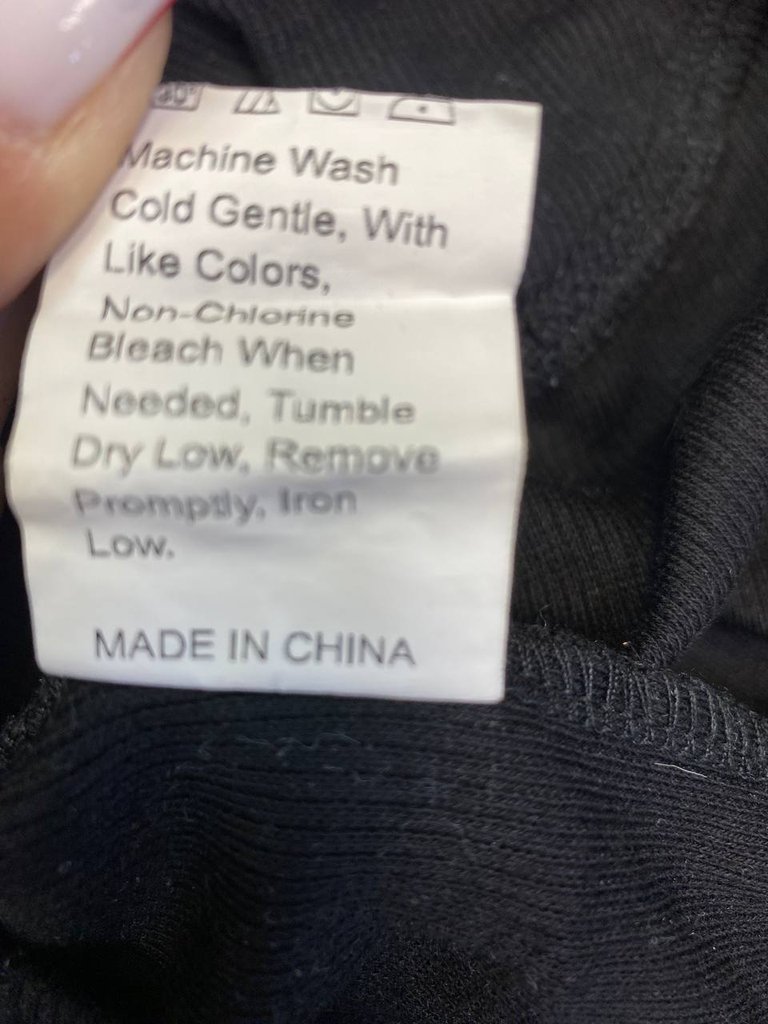 40°
Machine Wash
Cold Gentle, With
Like Colors,
Non-Chlorine
Bleach When
Needed, Tumble
Dry Low, Remove
Promptly, Iron
Low.
MADE IN CHINA